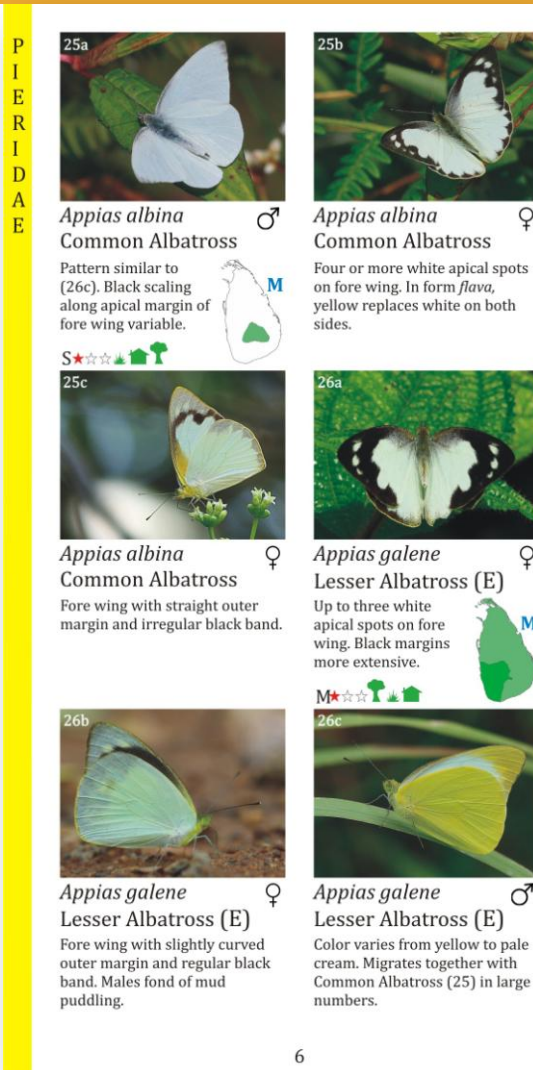 PIERIDAE
25a
Appias albina ♂
Common Albatross
Pattern similar to
(26c). Black scaling
along apical margin of
fore wing variable.
M
S★☆☆
25b
Appias albina ♀
Common Albatross
Four or more white apical spots
on fore wing. In form flava,
yellow replaces white on both
sides.
25c
Appias albina ♀
Common Albatross
Fore wing with straight outer
margin and irregular black band.
26a
Appias galene ♀
Lesser Albatross (E)
Up to three white
apical spots on fore
wing. Black margins
more extensive.
M
M★☆☆
26b
Appias galene ♀
Lesser Albatross (E)
Fore wing with slightly curved
outer margin and regular black
band. Males fond of mud
puddling.
26c
Appias galene ♂
Lesser Albatross (E)
Color varies from yellow to pale
cream. Migrates together with
Common Albatross (25) in large
numbers.
6